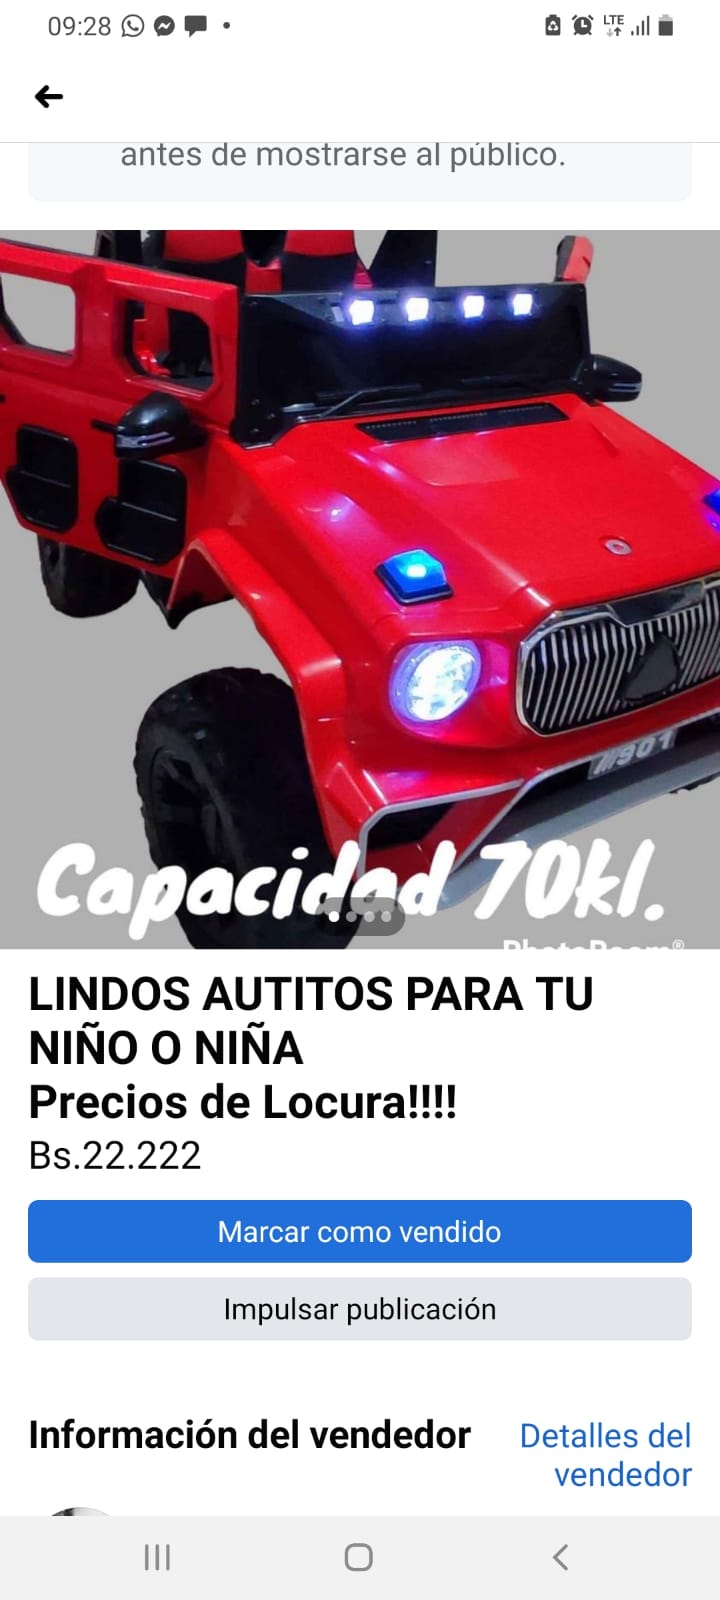 09:28
LTE
antes de mostrarse al público.
M901
Capacidad 70kl.
PhotoRoom®
LINDOS AUTITOS PARA TU
NIÑO O NIÑA
Precios de Locura!!!!
Bs.22.222
Marcar como vendido
Impulsar publicación
Información del vendedor
Detalles del
vendedor